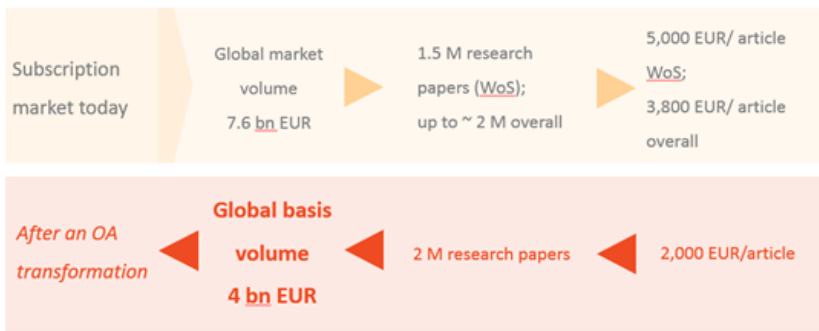 Subscription
market today
Global market
volume
7.6 bn EUR
1.5 M research
papers (WoS);
up to ~ 2 M overall
5,000 EUR/ article
WoS;
3,800 EUR/ article
overall
After an OA
transformation
Global basis
volume
4 bn EUR
2 M research papers
2,000 EUR/article